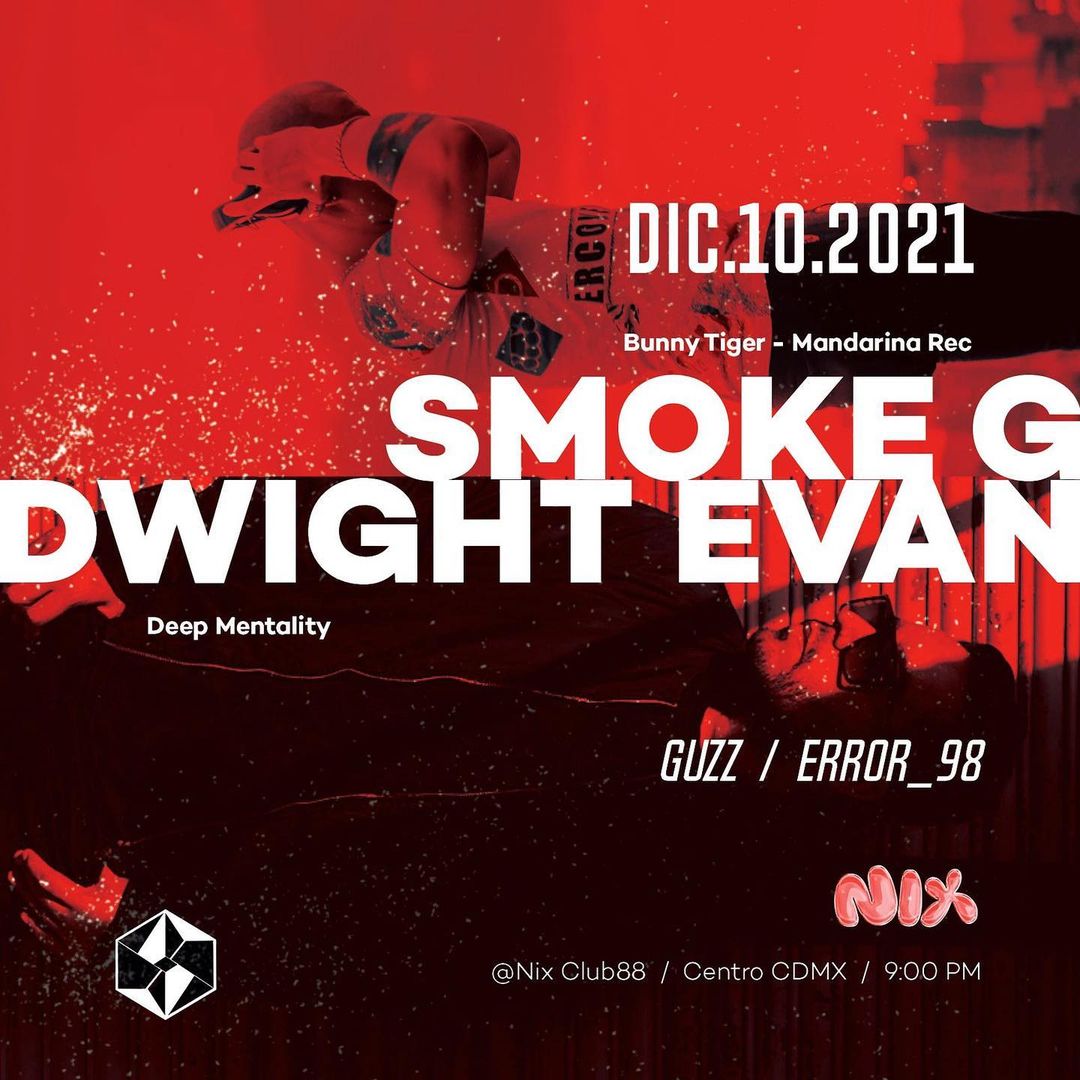 DIC.10.2021
ERCOV
Bunny Tiger - Mandarina Rec
SMOKE G
DWIGHT EVAN
Deep Mentality
GUZZ / ERROR_98
NIX
@Nix Club88 / Centro CDMX / 9:00 PM